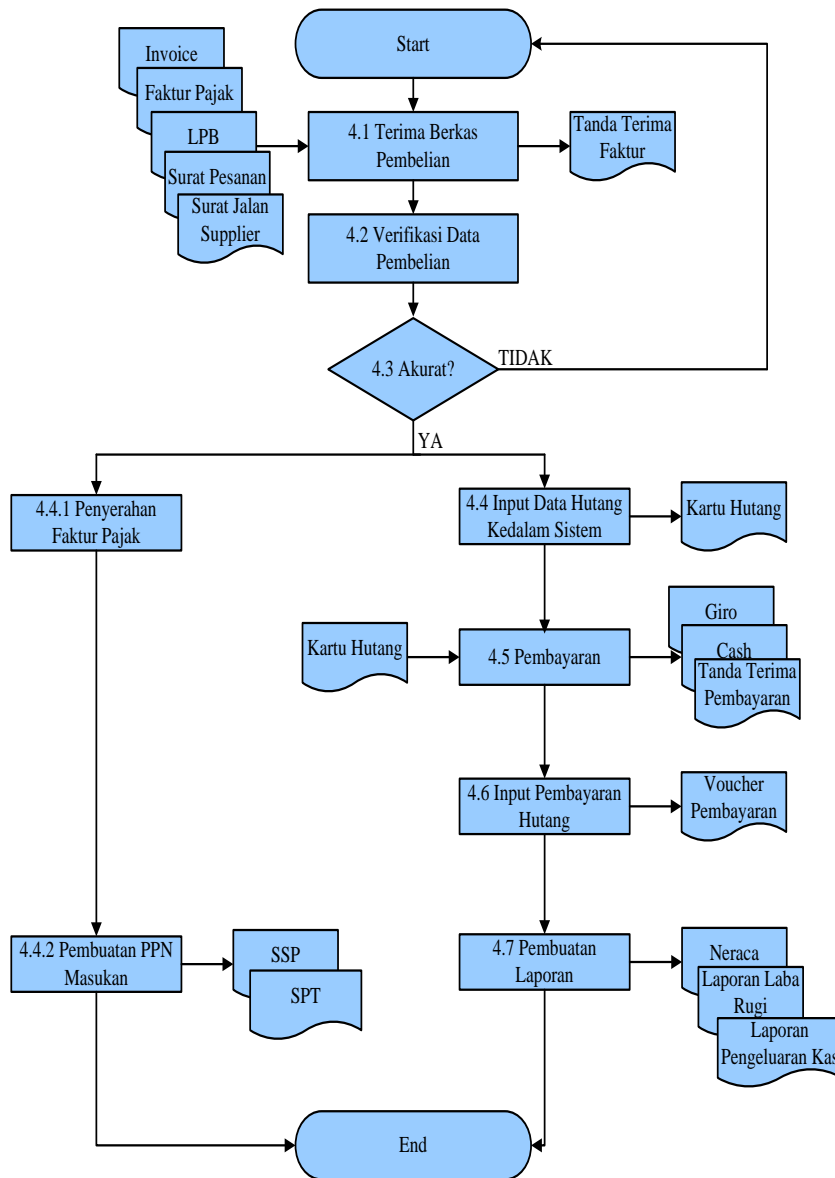 Start
Invoice
Faktur Pajak
LPB
Surat Pesanan
Surat Jalan
Supplier
4.1 Terima Berkas
Pembelian
Tanda Terima
Faktur
4.2 Verifikasi Data
Pembelian
4.3 Akurat?
TIDAK
YA
4.4.1 Penyerahan
Faktur Pajak
4.4 Input Data Hutang
Kedalam Sistem
Kartu Hutang
Kartu Hutang
4.5 Pembayaran
Giro
Cash
Tanda Terima
Pembayaran
4.6 Input Pembayaran
Hutang
Voucher
Pembayaran
4.4.2 Pembuatan PPN
Masukan
SSP
SPT
4.7 Pembuatan
Laporan
Neraca
Laporan Laba
Rugi
Laporan
Pengeluaran Kas
End